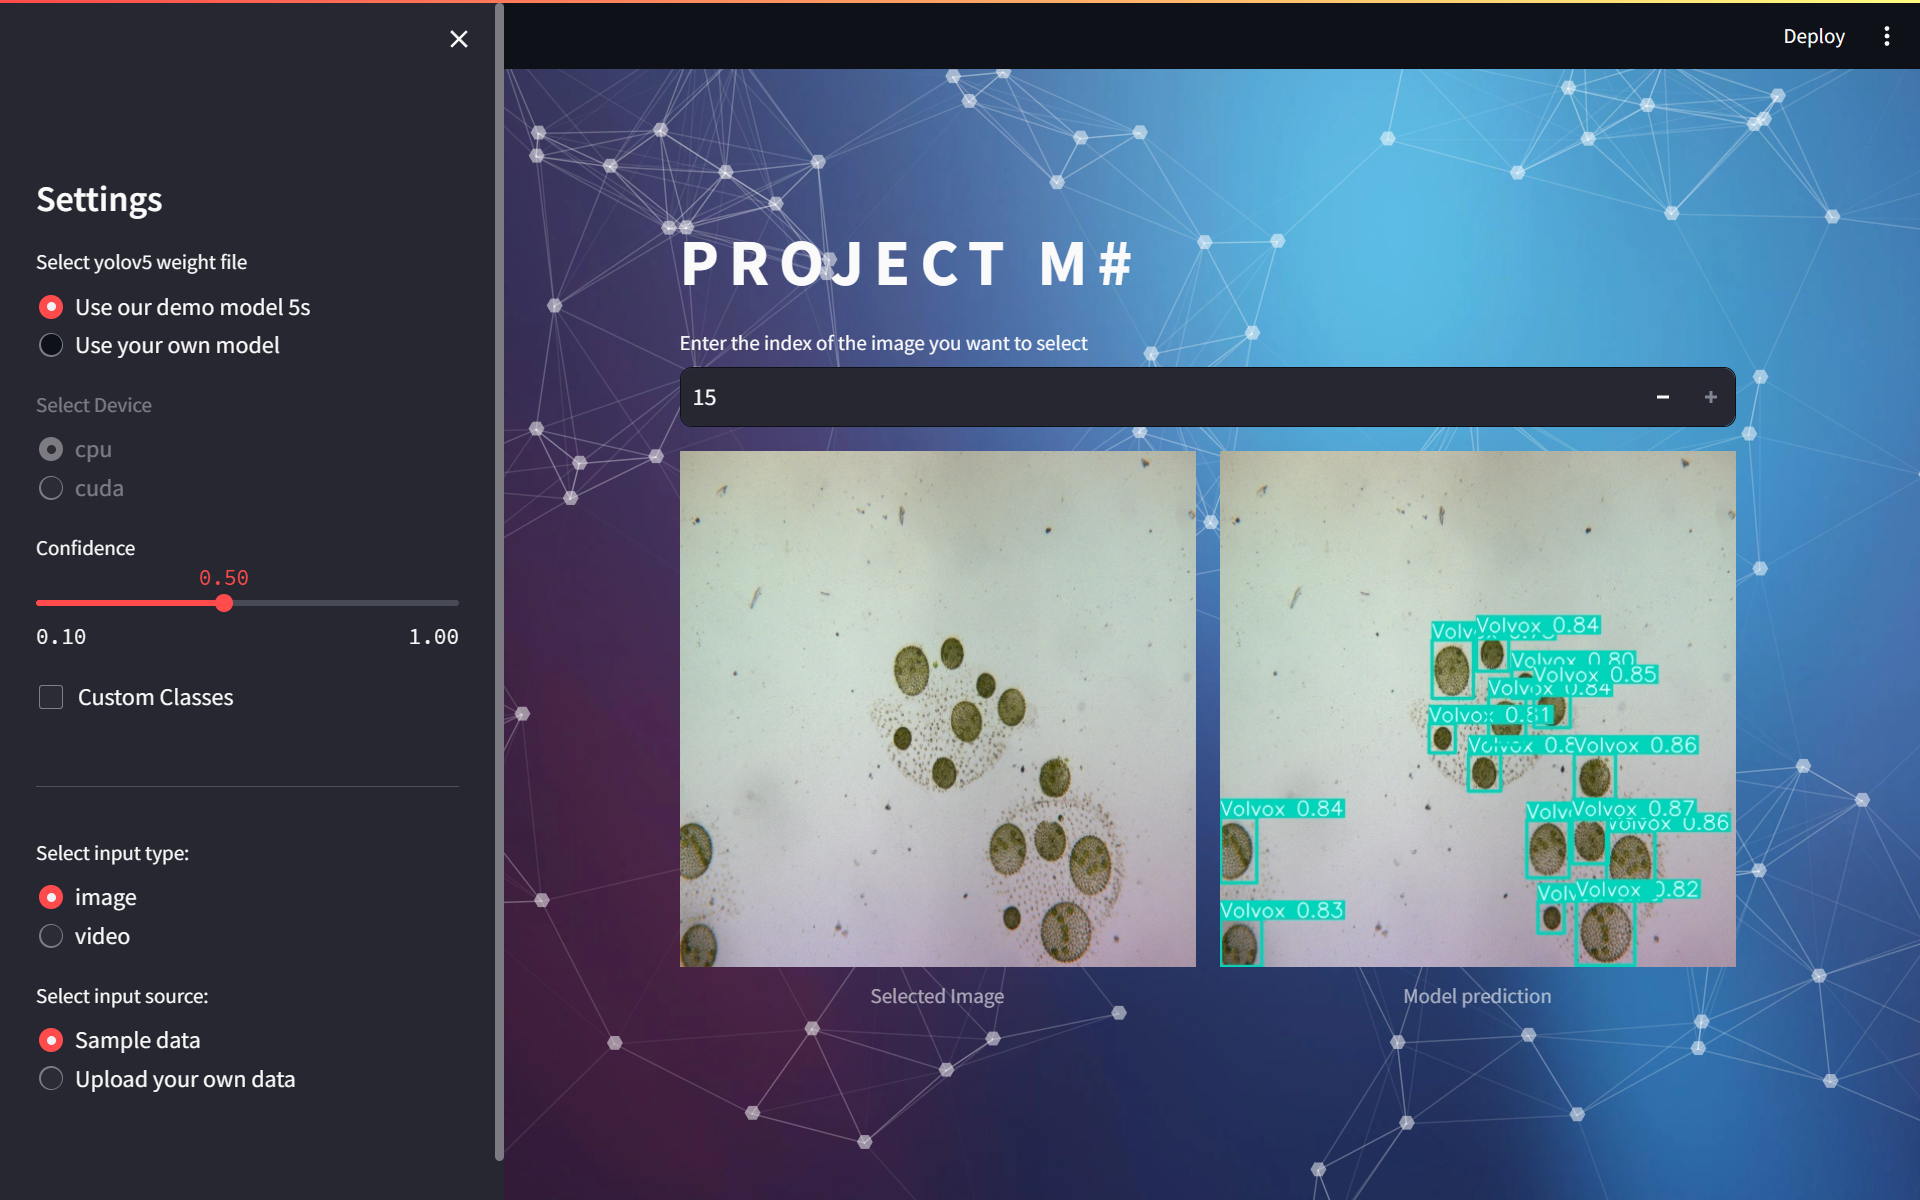 Deploy
Settings
Select yolov5 weight file
Use our demo model 5s
Use your own model
Select Device
cpu
cuda
Confidence
0.50
0.10 1.00
Custom Classes
Select input type:
image
video
Select input source:
Sample data
Upload your own data
PROJECT M#
Enter the index of the image you want to select
15
Volvox 0.84
Volvox 0.80
Volvox 0.85
Volvox 0.84
Volvox 0.81
Volvox 0.86
Volvox 0.84
Volvox 0.87
Volvox 0.86
Volvox 0.82
Volvox 0.83
Selected Image
Model prediction